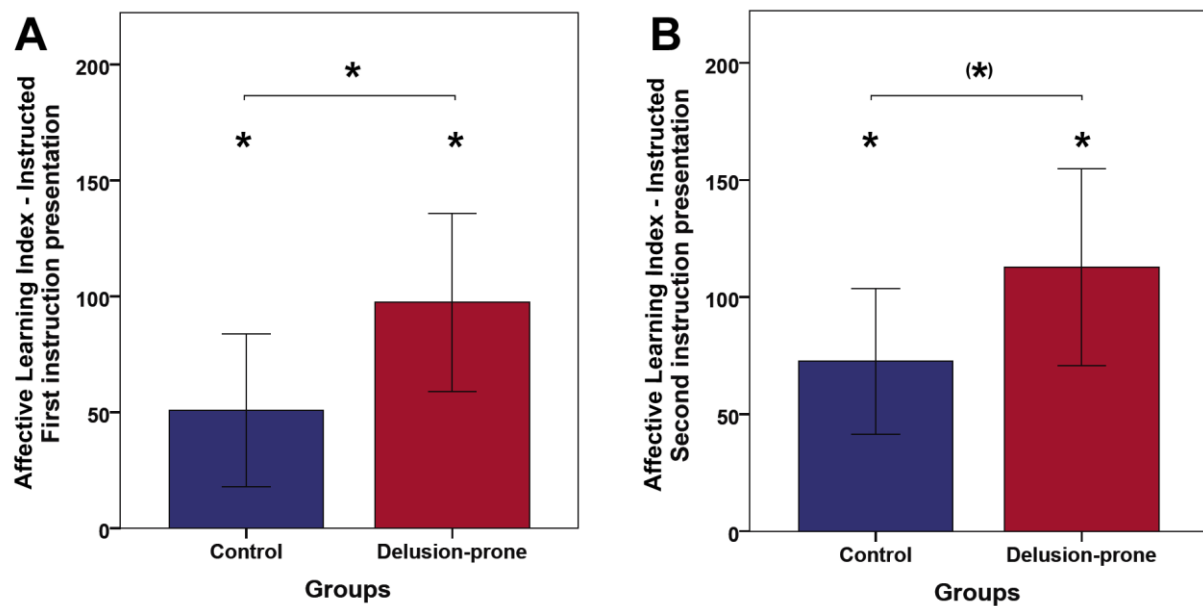 A
Affective Learning Index - Instructed
First instruction presentation
200
150
100
50
0
*
*
*
Control
Delusion-prone
Groups
B
Affective Learning Index - Instructed
Second instruction presentation
200
150
100
50
0
(*)
*
*
Control
Delusion-prone
Groups